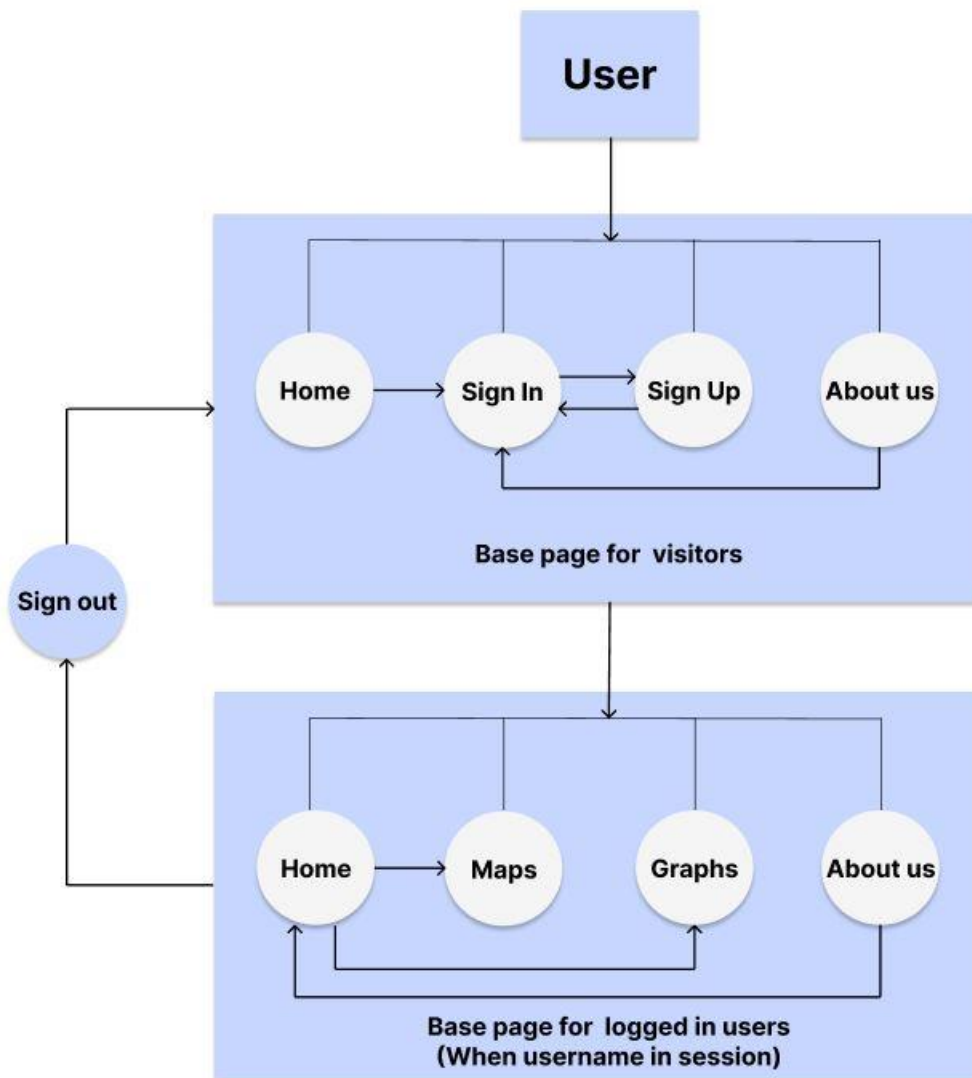 User
Home
Sign In
Sign Up
About us
Base page for visitors
Sign out
Home
Maps
Graphs
About us
Base page for logged in users
(When username in session)